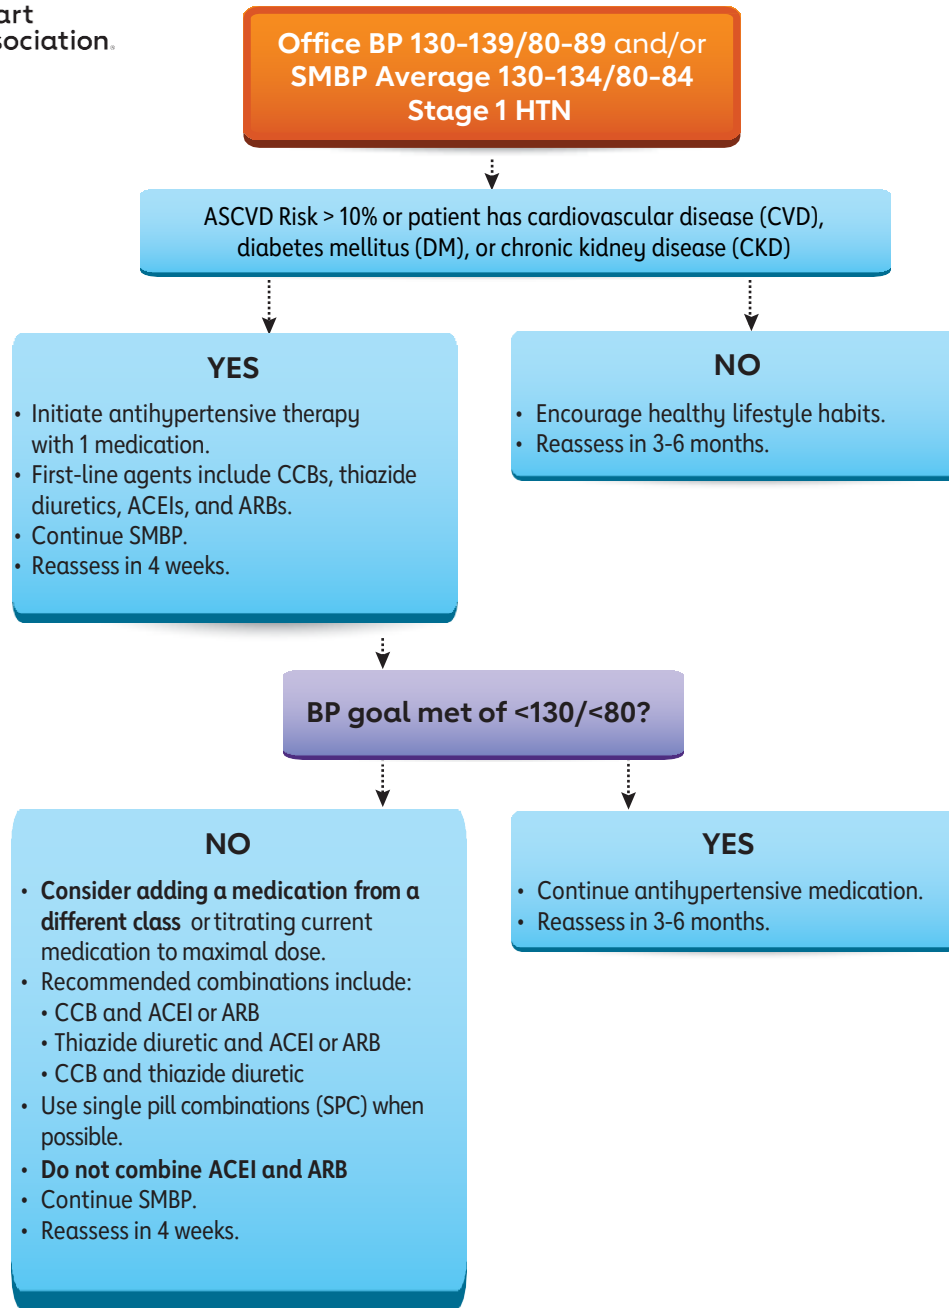 art
sociation.
Office BP 130-139/80-89 and/or
SMBP Average 130-134/80-84
Stage 1 HTN
ASCVD Risk > 10% or patient has cardiovascular disease (CVD),
diabetes mellitus (DM), or chronic kidney disease (CKD)
YES
• Initiate antihypertensive therapy
with 1 medication.
• First-line agents include CCBs, thiazide
diuretics, ACEIs, and ARBs.
• Continue SMBP.
• Reassess in 4 weeks.
NO
• Encourage healthy lifestyle habits.
• Reassess in 3-6 months.
BP goal met of <130/<80?
NO
• Consider adding a medication from a
different class or titrating current
medication to maximal dose.
• Recommended combinations include:
• CCB and ACEI or ARB
• Thiazide diuretic and ACEI or ARB
• CCB and thiazide diuretic
• Use single pill combinations (SPC) when
possible.
• Do not combine ACEI and ARB
• Continue SMBP.
• Reassess in 4 weeks.
YES
• Continue antihypertensive medication.
• Reassess in 3-6 months.